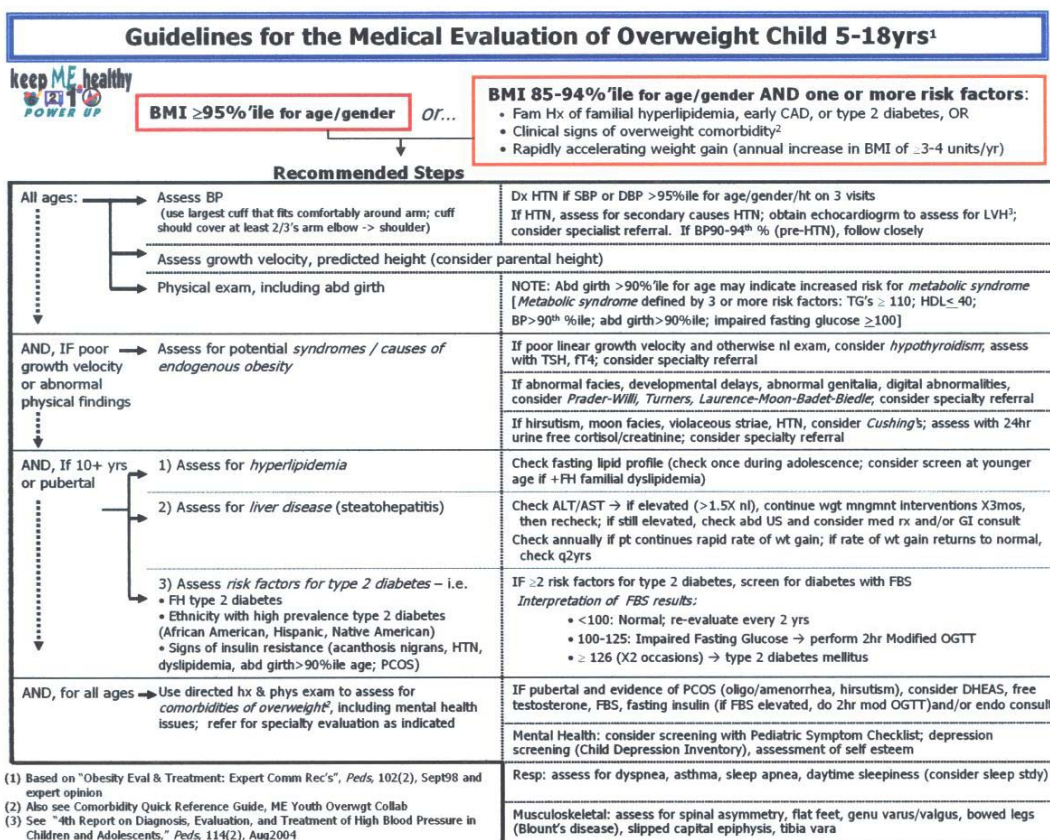 Guidelines for the Medical Evaluation of Overweight Child 5-18yrs¹
keep ME healthy
2 1
POWER UP
BMI ≥95%'ile for age/gender
or...
BMI 85-94%'ile for age/gender AND one or more risk factors:
• Fam Hx of familial hyperlipidemia, early CAD, or type 2 diabetes, OR
• Clinical signs of overweight comorbidity²
• Rapidly accelerating weight gain (annual increase in BMI of ≥3-4 units/yr)
Recommended Steps
All ages:
Assess BP
(use largest cuff that fits comfortably around arm; cuff
should cover at least 2/3's arm elbow -> shoulder)
Dx HTN if SBP or DBP >95%ile for age/gender/ht on 3 visits
If HTN, assess for secondary causes HTN; obtain echocardiogrm to assess for LVH³;
consider specialist referral. If BP90-94th % (pre-HTN), follow closely
Assess growth velocity, predicted height (consider parental height)
Physical exam, including abd girth
NOTE: Abd girth >90%'ile for age may indicate increased risk for metabolic syndrome
[Metabolic syndrome defined by 3 or more risk factors: TG's ≥ 110; HDL≤ 40;
BP>90th %ile; abd girth>90%ile; impaired fasting glucose ≥100]
AND, IF poor
growth velocity
or abnormal
physical findings
Assess for potential syndromes / causes of
endogenous obesity
If poor linear growth velocity and otherwise nl exam, consider hypothyroidism; assess
with TSH, fT4; consider specialty referral
If abnormal facies, developmental delays, abnormal genitalia, digital abnormalities,
consider Prader-Willi, Turners, Laurence-Moon-Badet-Biedle; consider specialty referral
If hirsutism, moon facies, violaceous striae, HTN, consider Cushing's; assess with 24hr
urine free cortisol/creatinine; consider specialty referral
AND, If 10+ yrs
or pubertal
1) Assess for hyperlipidemia
Check fasting lipid profile (check once during adolescence; consider screen at younger
age if +FH familial dyslipidemia)
2) Assess for liver disease (steatohepatitis)
Check ALT/AST → if elevated (>1.5X nl), continue wgt mngmnt interventions X3mos,
then recheck; if still elevated, check abd US and consider med rx and/or GI consult
Check annually if pt continues rapid rate of wt gain; if rate of wt gain returns to normal,
check q2yrs
3) Assess risk factors for type 2 diabetes – i.e.
• FH type 2 diabetes
• Ethnicity with high prevalence type 2 diabetes
(African American, Hispanic, Native American)
• Signs of insulin resistance (acanthosis nigrans, HTN,
dyslipidemia, abd girth>90%ile age; PCOS)
IF ≥2 risk factors for type 2 diabetes, screen for diabetes with FBS
Interpretation of FBS results:
• <100: Normal; re-evaluate every 2 yrs
• 100-125: Impaired Fasting Glucose → perform 2hr Modified OGTT
• ≥ 126 (X2 occasions) → type 2 diabetes mellitus
AND, for all ages
Use directed hx & phys exam to assess for
comorbidities of overweight², including mental health
issues; refer for specialty evaluation as indicated
IF pubertal and evidence of PCOS (oligo/amenorrhea, hirsutism), consider DHEAS, free
testosterone, FBS, fasting insulin (if FBS elevated, do 2hr mod OGTT)and/or endo consult
Mental Health: consider screening with Pediatric Symptom Checklist; depression
screening (Child Depression Inventory), assessment of self esteem
Resp: assess for dyspnea, asthma, sleep apnea, daytime sleepiness (consider sleep stdy)
Musculoskeletal: assess for spinal asymmetry, flat feet, genu varus/valgus, bowed legs
(Blount's disease), slipped capital epiphysis, tibia vara
(1) Based on "Obesity Eval & Treatment: Expert Comm Rec's", Peds, 102(2), Sept98 and
expert opinion
(2) Also see Comorbidity Quick Reference Guide, ME Youth Overwgt Collab
(3) See "4th Report on Diagnosis, Evaluation, and Treatment of High Blood Pressure in
Children and Adolescents," Peds, 114(2), Aug2004